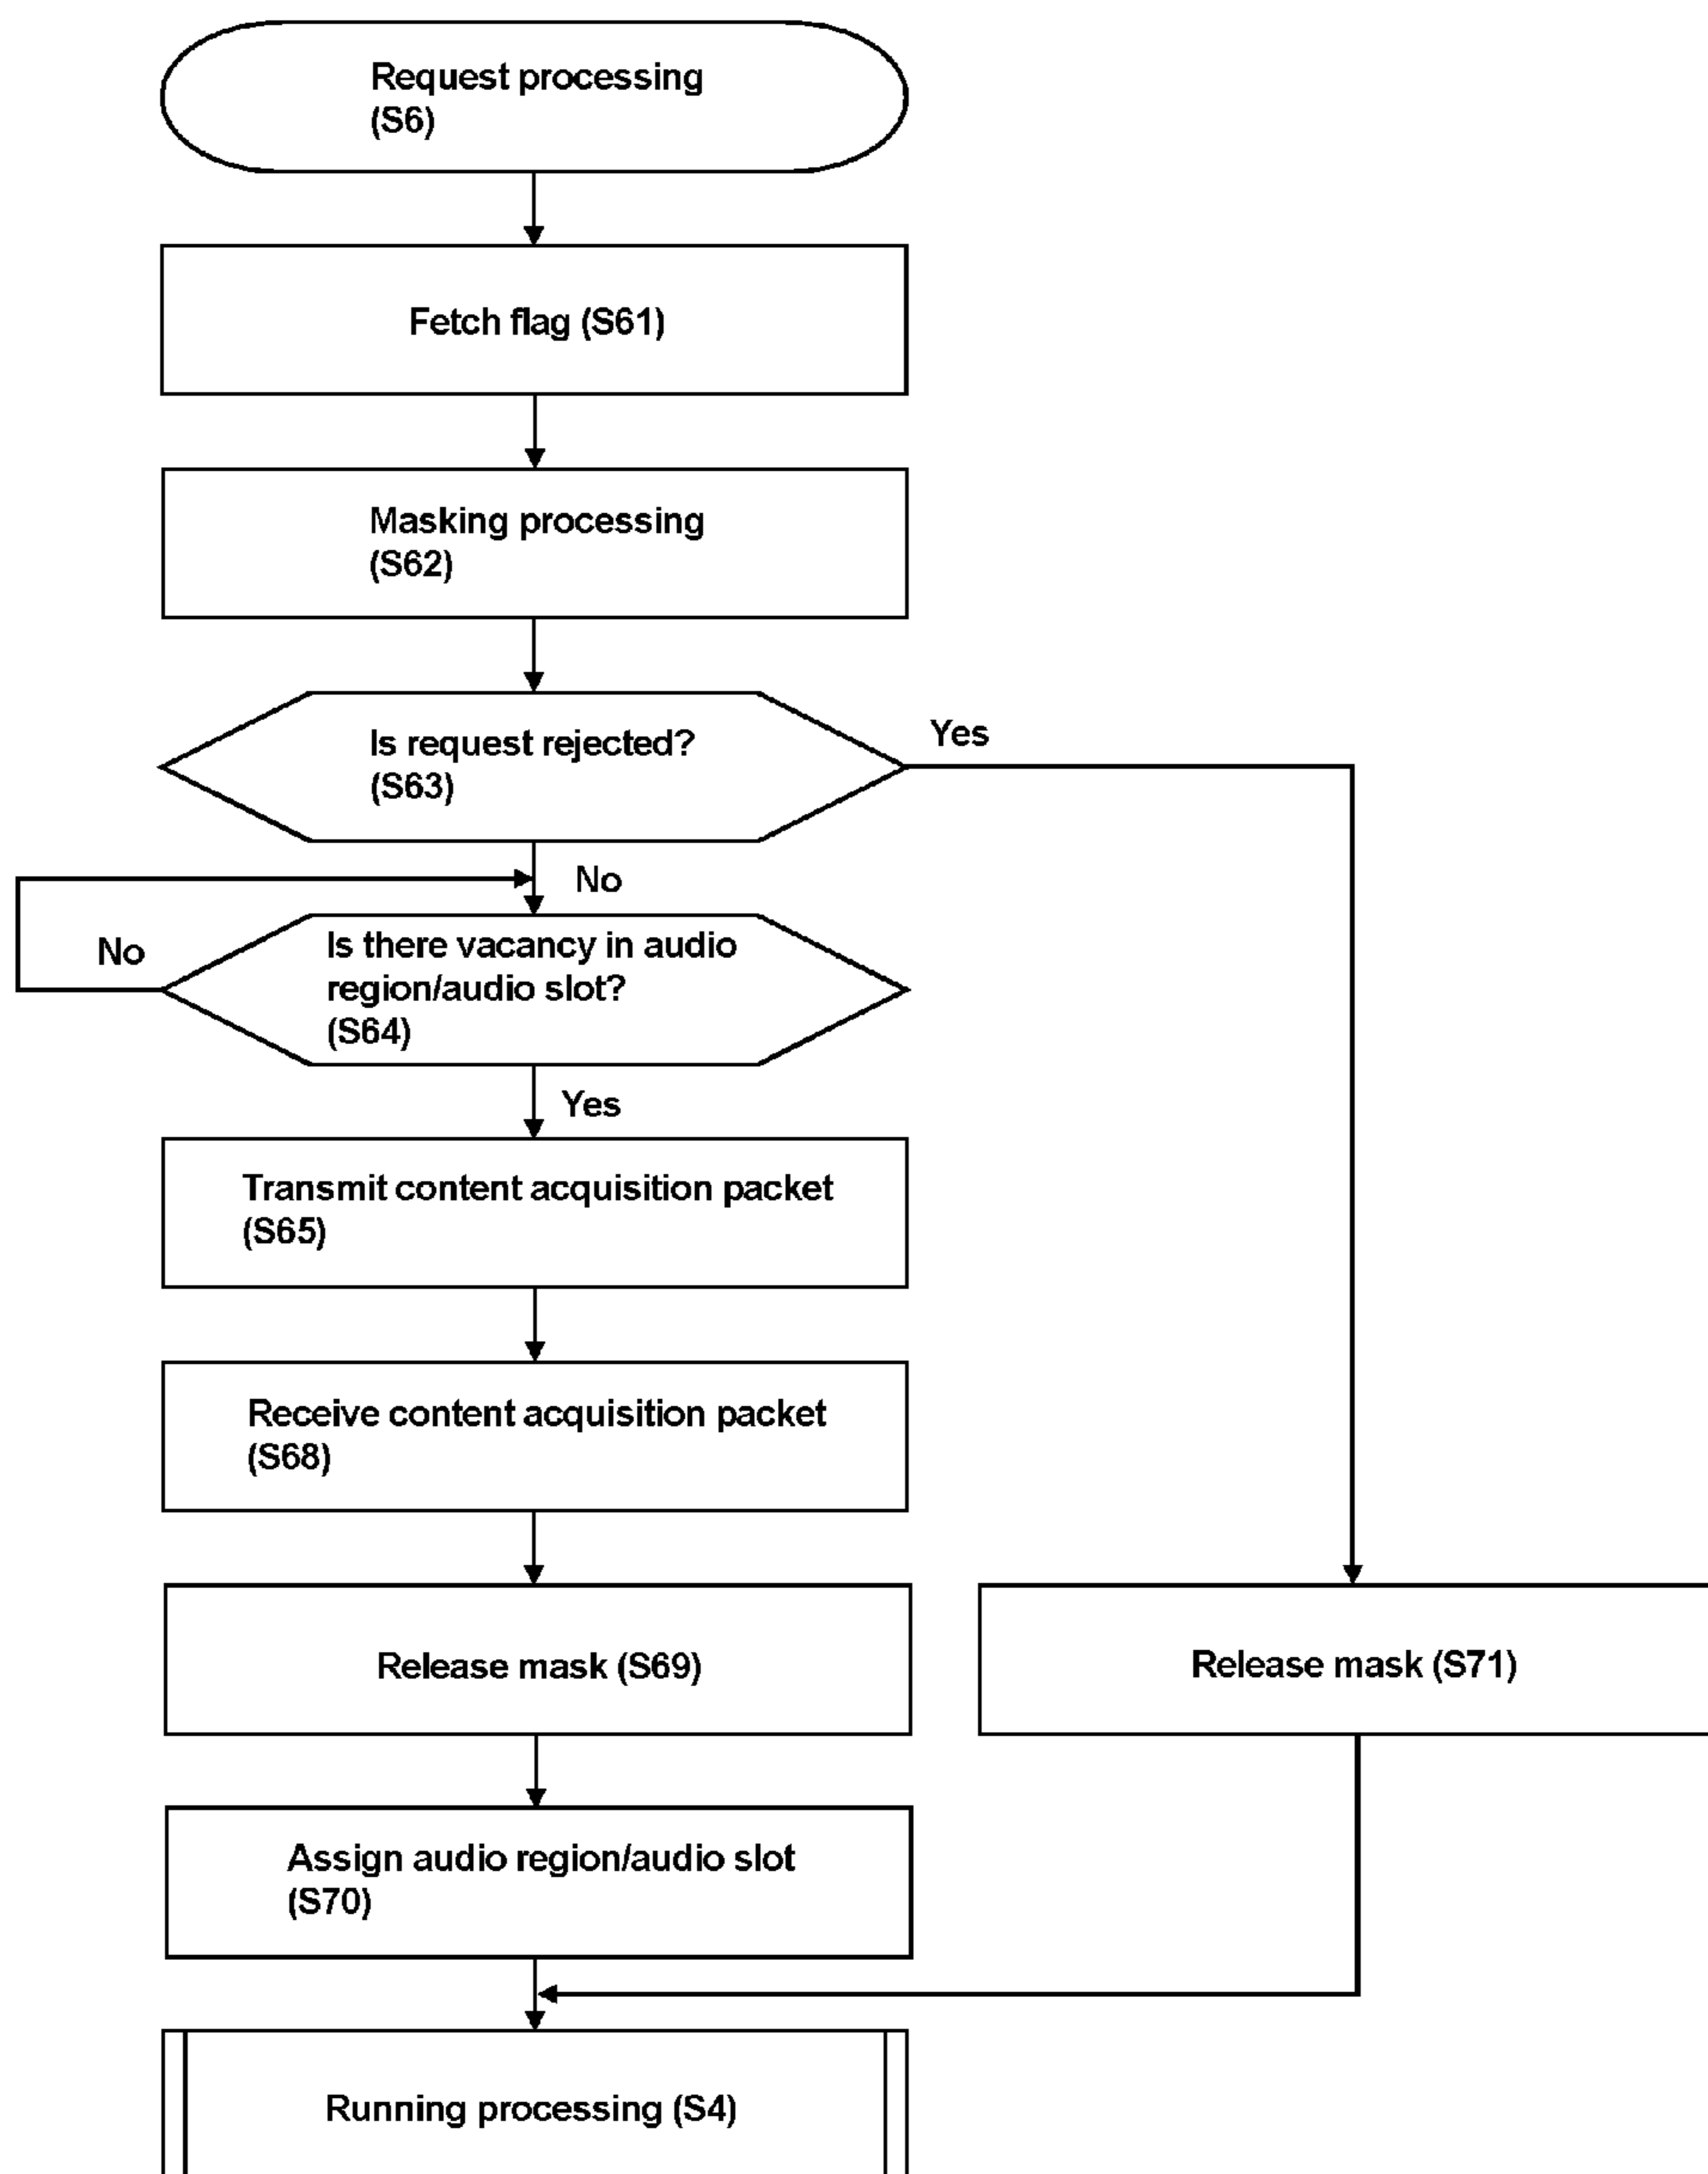 Request processing
(S6)
Fetch flag (S61)
Masking processing
(S62)
Is request rejected?
(S63)
Yes
No
No
Is there vacancy in audio
region/audio slot?
(S64)
Yes
Transmit content acquisition packet
(S65)
Receive content acquisition packet
(S68)
Release mask (S69)
Release mask (S71)
Assign audio region/audio slot
(S70)
Running processing (S4)